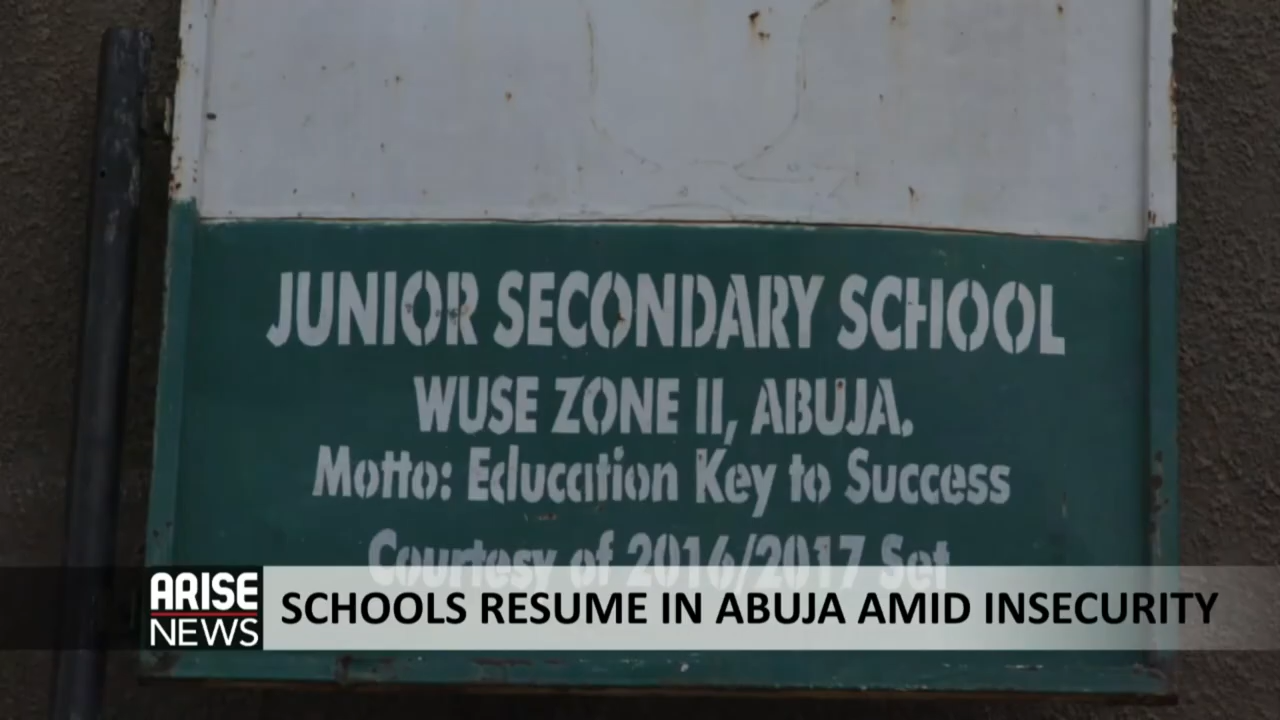 JUNIOR SECONDARY SCHOOL
WUSE ZONE II, ABUJA.
Motto: Education Key to Success
Courtesy of 2016/2017 Set
ARISE
NEWS
SCHOOLS RESUME IN ABUJA AMID INSECURITY